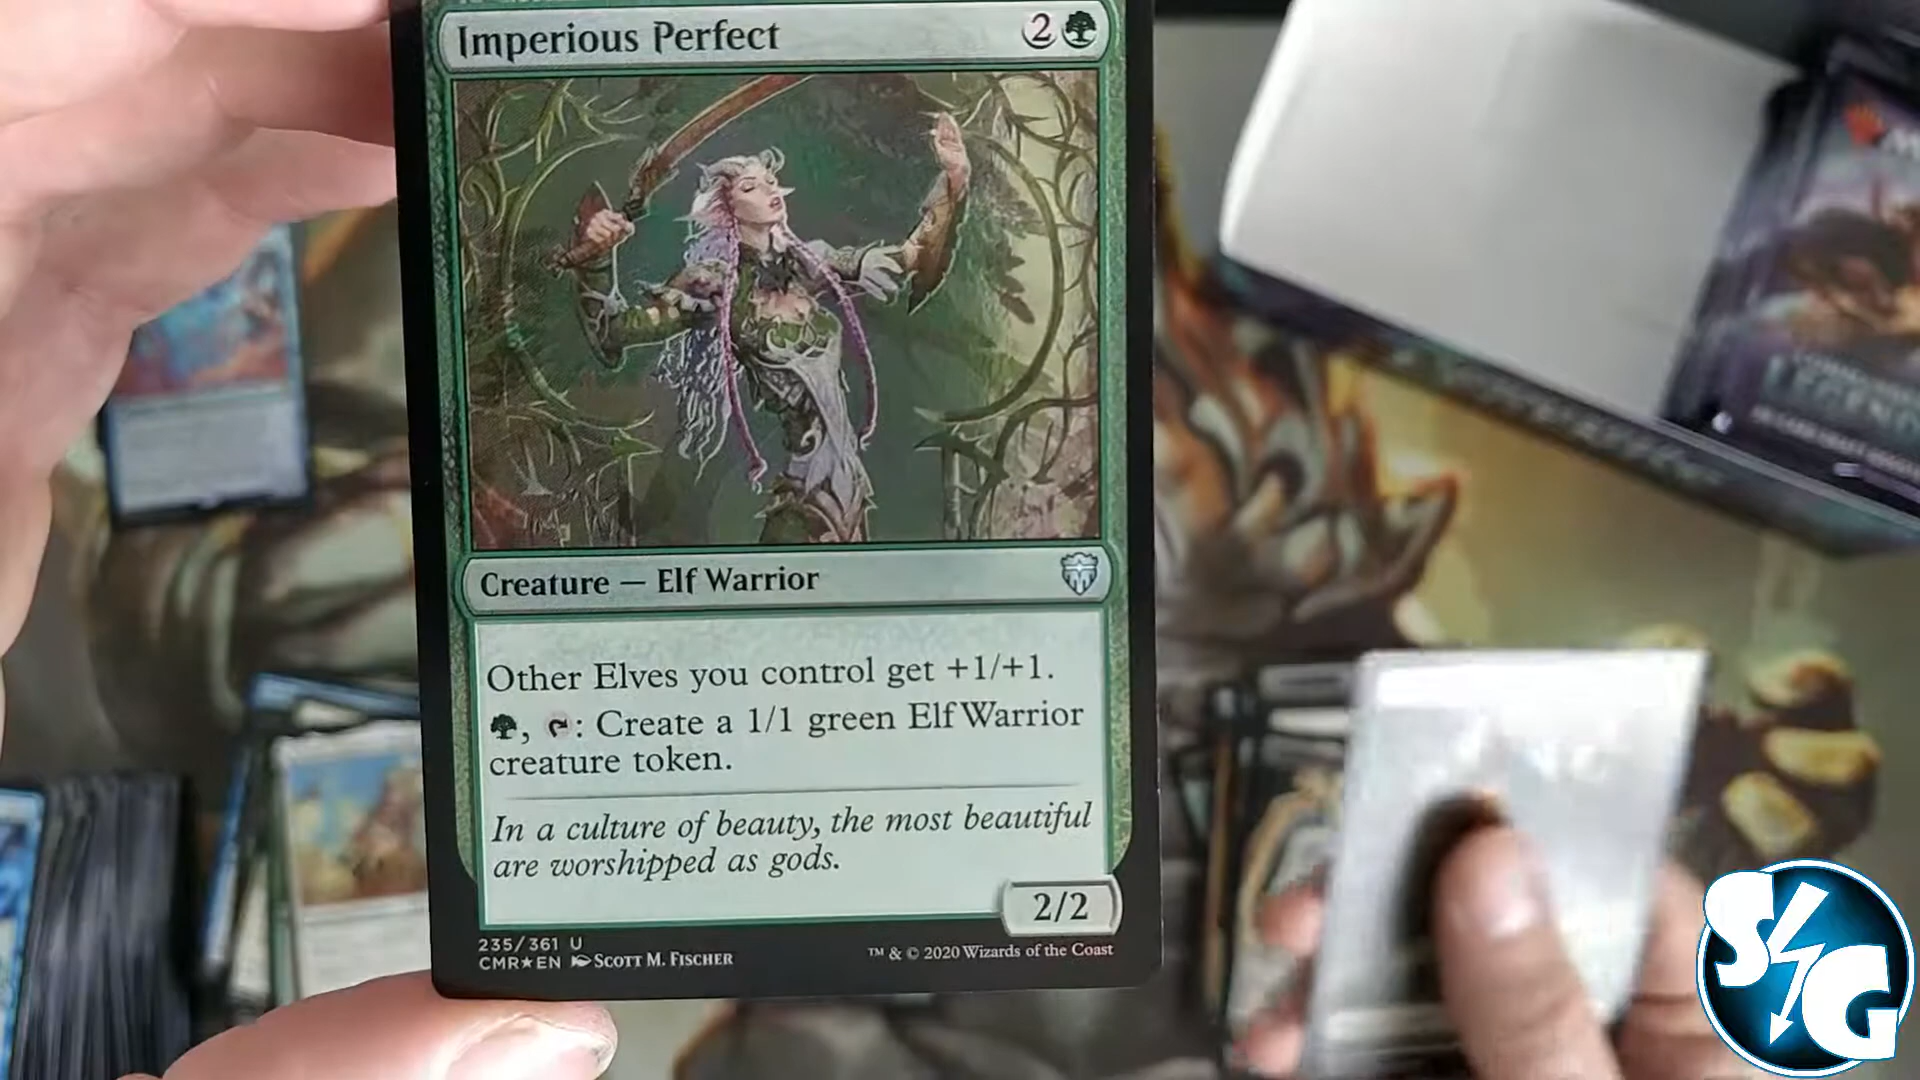 Imperious Perfect
2
Creature — Elf Warrior
Other Elves you control get +1/+1.
, : Create a 1/1 green Elf Warrior
creature token.
In a culture of beauty, the most beautiful
are worshipped as gods.
2/2
235/361 U
CMR★EN Scott M. Fischer
™ & © 2020 Wizards of the Coast
LEGENDS
SG